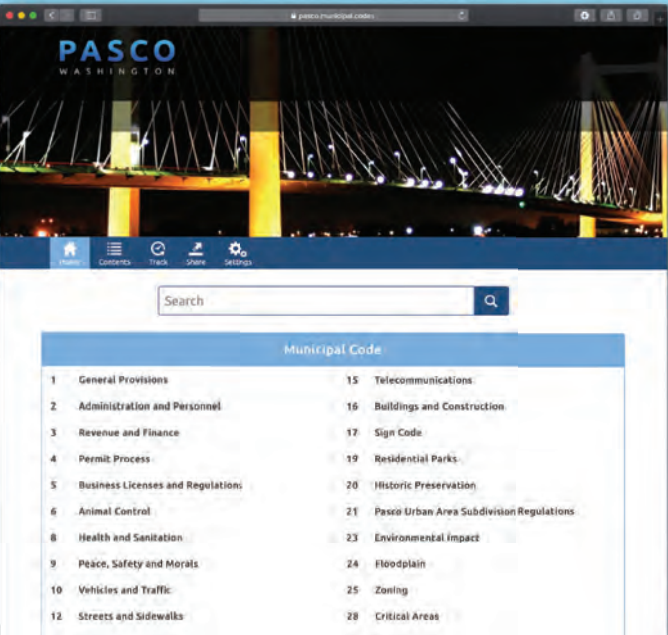 pasco.municipal.codes
PASCO
WASHINGTON
Home
Contents
Track
Share
Settings
Search
Municipal Code
1 General Provisions
2 Administration and Personnel
3 Revenue and Finance
4 Permit Process
5 Business Licenses and Regulations
6 Animal Control
8 Health and Sanitation
9 Peace, Safety and Morals
10 Vehicles and Traffic
12 Streets and Sidewalks
15 Telecommunications
16 Buildings and Construction
17 Sign Code
19 Residential Parks
20 Historic Preservation
21 Pasco Urban Area Subdivision Regulations
23 Environmental Impact
24 Floodplain
25 Zoning
28 Critical Areas